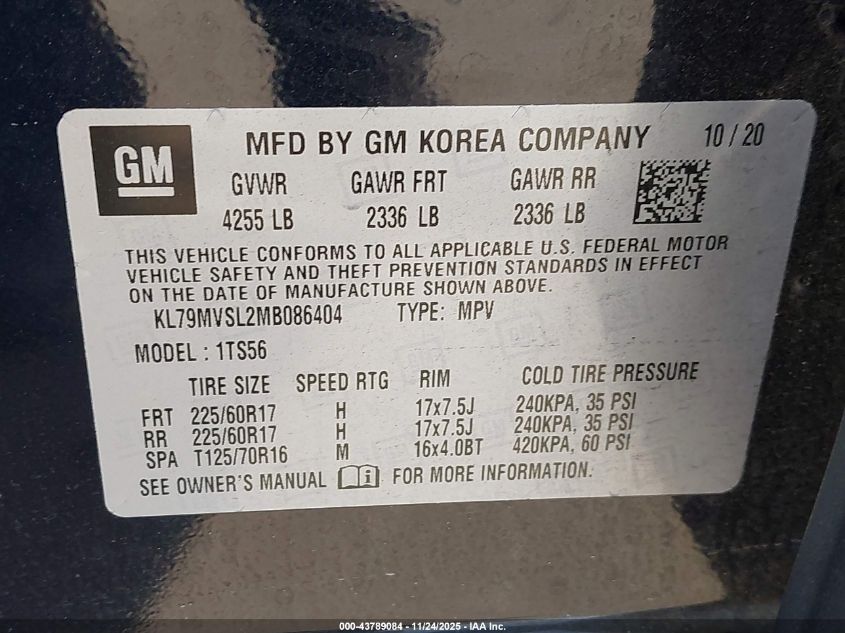 GM
MFD BY GM KOREA COMPANY 10 / 20
GVWR GAWR FRT GAWR RR
4255 LB 2336 LB 2336 LB
THIS VEHICLE CONFORMS TO ALL APPLICABLE U.S. FEDERAL MOTOR
VEHICLE SAFETY AND THEFT PREVENTION STANDARDS IN EFFECT
ON THE DATE OF MANUFACTURE SHOWN ABOVE.
KL79MVSL2MB086404 TYPE: MPV
MODEL : 1TS56
TIRE SIZE SPEED RTG RIM COLD TIRE PRESSURE
FRT 225/60R17 H 17x7.5J 240KPA, 35 PSI
RR 225/60R17 H 17x7.5J 240KPA, 35 PSI
SPA T125/70R16 M 16x4.0BT 420KPA, 60 PSI
SEE OWNER'S MANUAL FOR MORE INFORMATION.
000-43789084 - 11/24/2025 - IAA Inc.